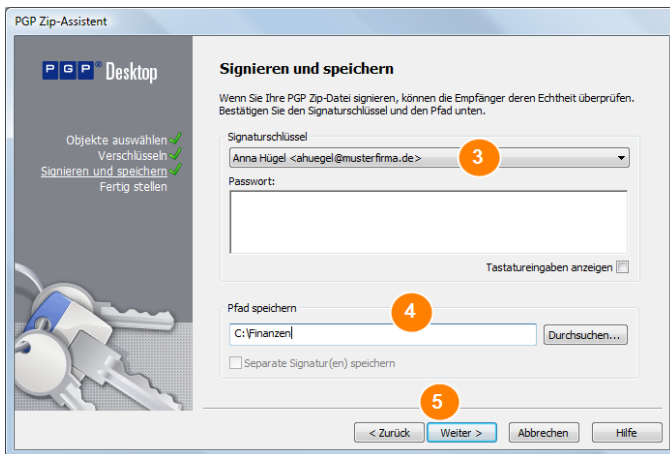 PGP Zip-Assistent
PGP® Desktop
Objekte auswählen
Verschlüsseln
Signieren und speichern
Fertig stellen
Signieren und speichern
Wenn Sie Ihre PGP Zip-Datei signieren, können die Empfänger deren Echtheit überprüfen.
Bestätigen Sie den Signaturschlüssel und den Pfad unten.
Signaturschlüssel
Anna Hügel <ahuegel@musterfirma.de>
3
Passwort:
Tastatureingaben anzeigen
Pfad speichern
4
C:\Finanzen
Durchsuchen...
Separate Signatur(en) speichern
5
< Zurück Weiter > Abbrechen Hilfe